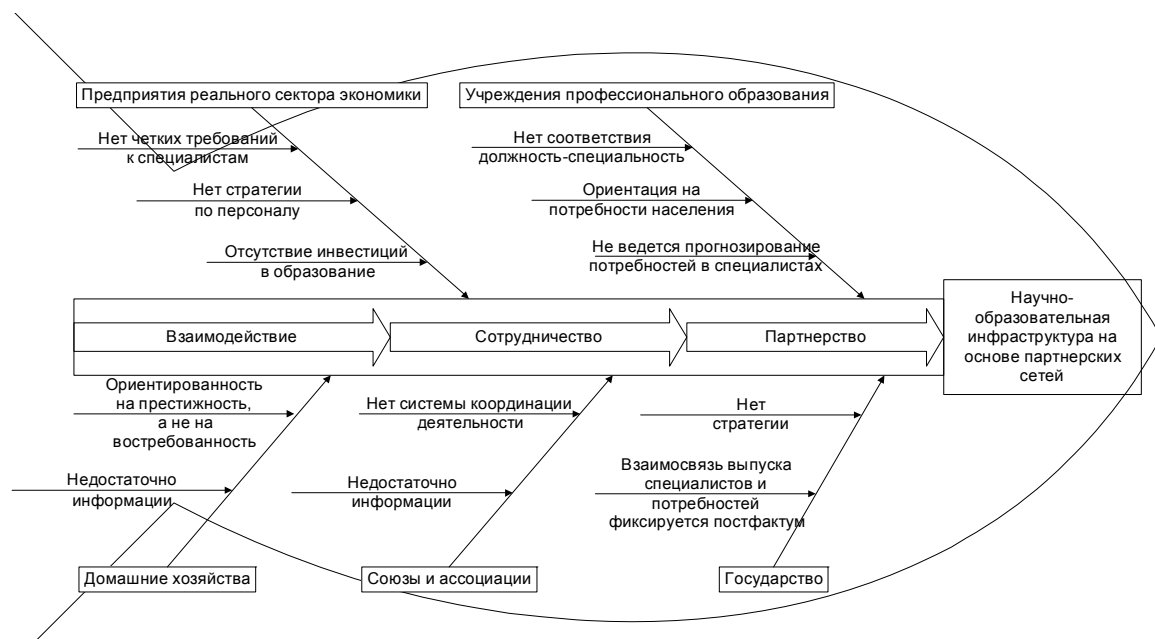 Предприятия реального сектора экономики
Учреждения профессионального образования
Нет четких требований
к специалистам
Нет стратегии
по персоналу
Отсутствие инвестиций
в образование
Нет соответствия
должность-специальность
Ориентация на
потребности населения
Не ведется прогнозирование
потребностей в специалистах
Взаимодействие
Сотрудничество
Партнерство
Научно-
образовательная
инфраструктура на
основе партнерских
сетей
Ориентированность
на престижность,
а не на
востребованность
Недостаточно
информации
Нет системы координации
деятельности
Недостаточно
информации
Нет
стратегии
Взаимосвязь выпуска
специалистов и
потребностей
фиксируется постфактум
Домашние хозяйства
Союзы и ассоциации
Государство